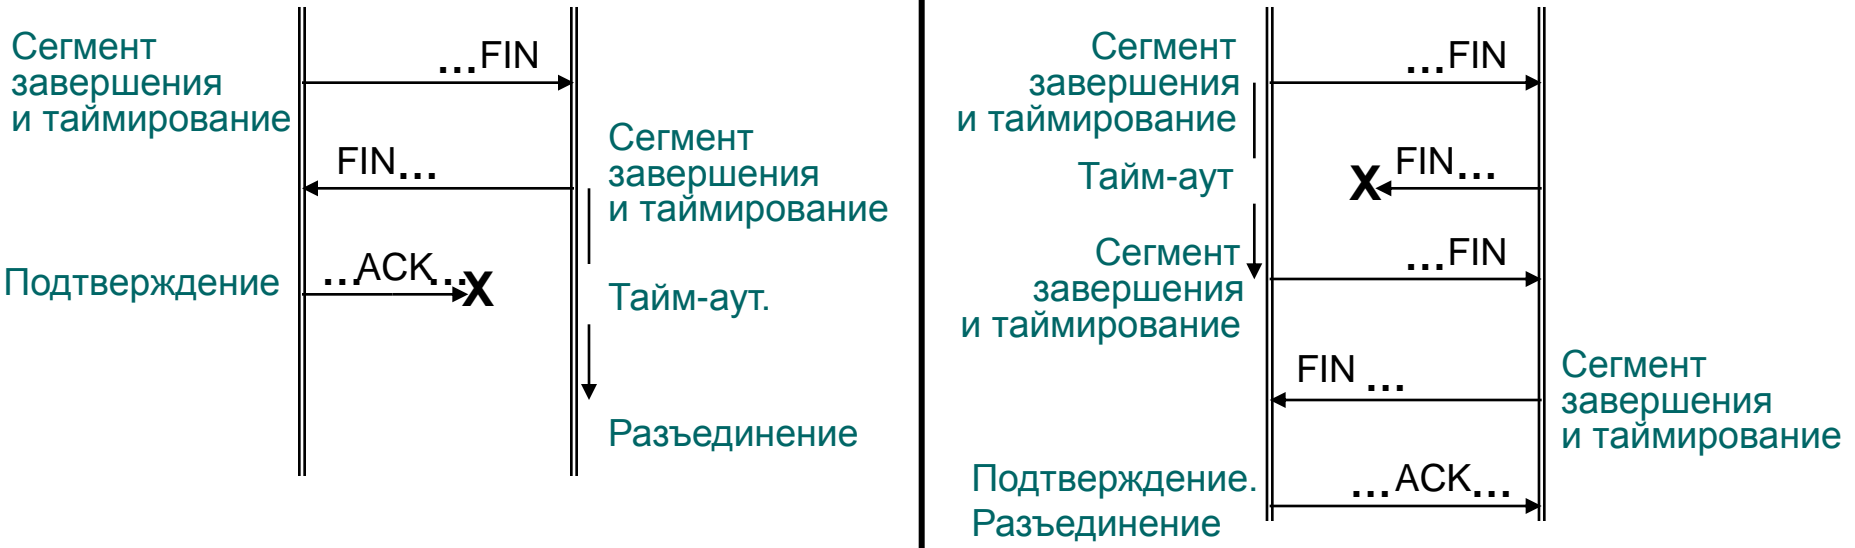 Сегмент
завершения
и таймирование
...FIN
FIN...
Сегмент
завершения
и таймирование
Подтверждение
...ACK...X
Тайм-аут.
Разъединение
Сегмент
завершения
и таймирование
...FIN
Тайм-аут
X FIN...
Сегмент
завершения
и таймирование
...FIN
FIN ...
Сегмент
завершения
и таймирование
Подтверждение.
Разъединение
...ACK...